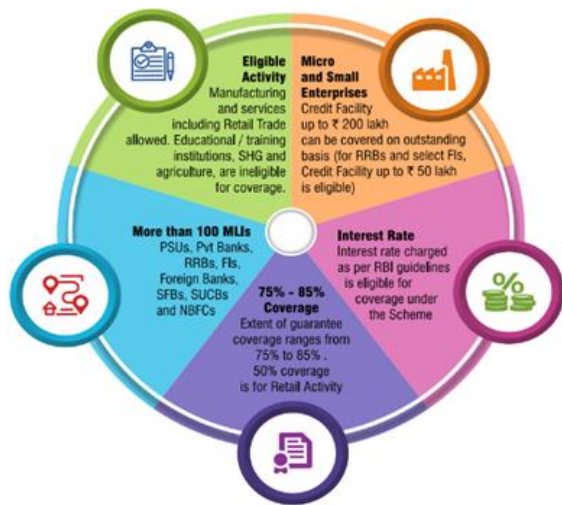 Eligible
Activity
Manufacturing
and services
including Retail Trade
allowed. Educational / training
institutions, SHG and
agriculture, are ineligible
for coverage.
Micro
and Small
Enterprises
Credit Facility
up to ₹ 200 lakh
can be covered on outstanding
basis (for RRBs and select FIs,
Credit Facility up to ₹ 50 lakh
is eligible)
More than 100 MLIs
PSUs, Pvt Banks,
RRBs, FIs,
Foreign Banks,
SFBs, SUCBs
and NBFCs
Interest Rate
Interest rate charged
as per RBI guidelines
is eligible for
coverage under
the Scheme
%
75% - 85%
Coverage
Extent of guarantee
coverage ranges from
75% to 85% .
50% coverage
is for Retail Activity